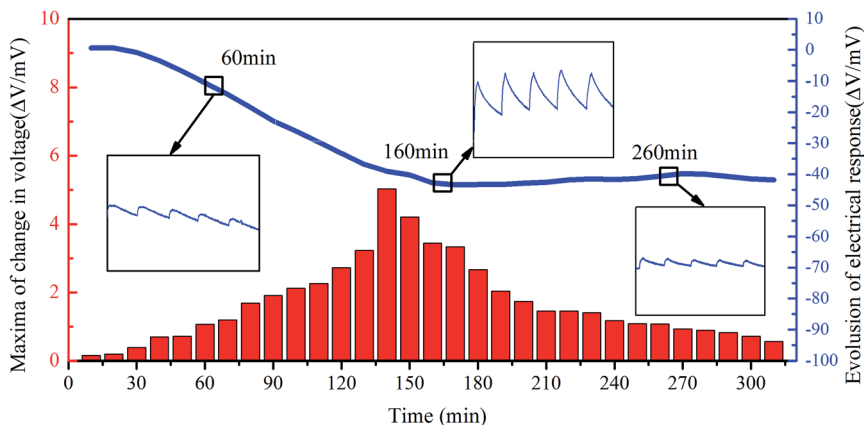 Maxima of change in voltage(ΔV/mV)
10
8
6
4
2
0
60min
160min
260min
10
0
-10
-20
-30
-40
-50
-60
-70
-80
-90
-100
Evolusion of electrical response(ΔV/mV)
0 30 60 90 120 150 180 210 240 270 300
Time (min)